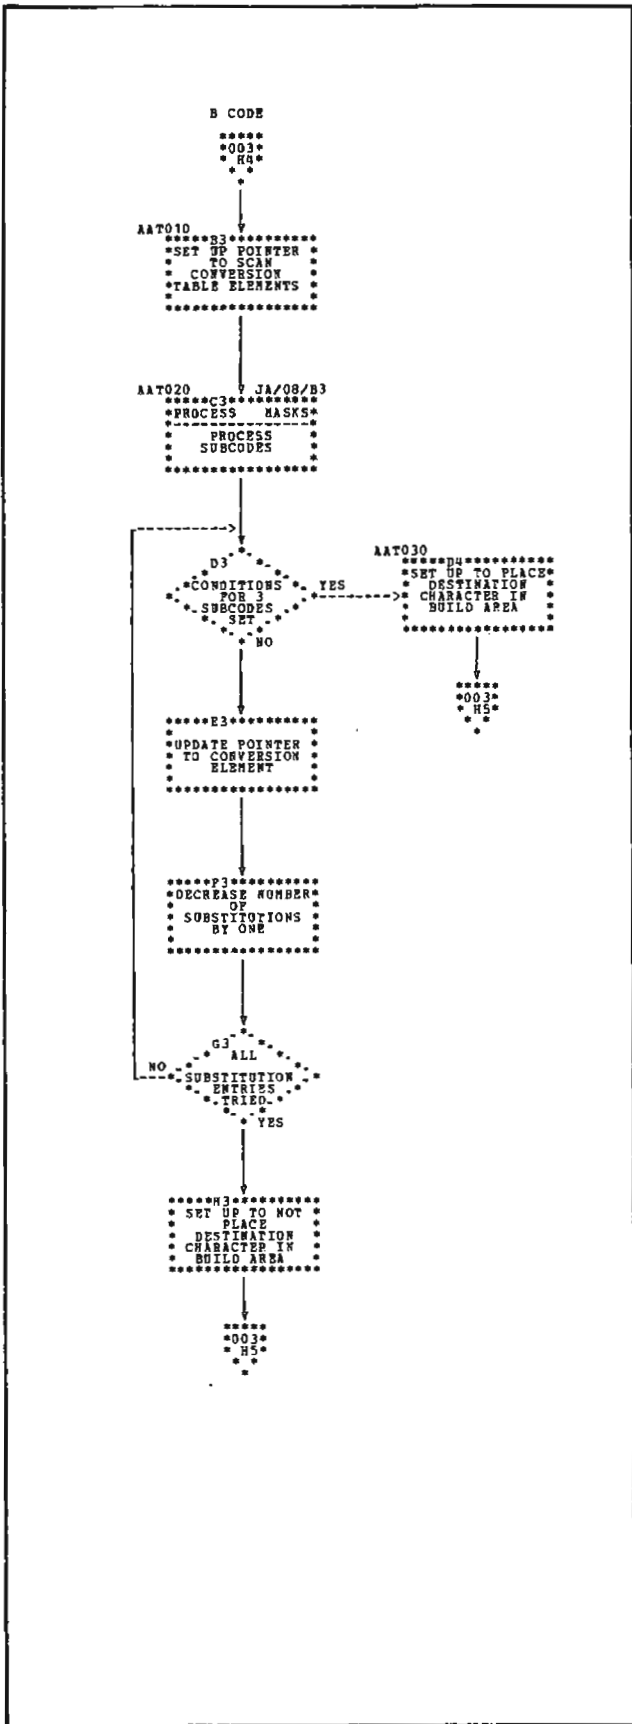 B CODE
*****
*003*
* H4*
* *
*
AAT010
*****B3**********
*SET UP POINTER *
* TO SCAN *
* CONVERSION *
*TABLE ELEMENTS *
* *
*****************
AAT020 JA/08/B3
*****C3**********
*PROCESS MASKS*
*---------------*
* PROCESS *
* SUBCODES *
* *
*****************
D3
CONDITIONS
FOR 3
SUBCODES
SET
YES
NO
AAT030
*****D4**********
*SET UP TO PLACE*
* DESTINATION *
* CHARACTER IN *
* BUILD AREA *
* *
*****************
*****
*003*
* H5*
* *
*
*****E3**********
* *
*UPDATE POINTER *
* TO CONVERSION *
* ELEMENT *
* *
*****************
*****F3**********
*DECREASE NUMBER*
* OF *
* SUBSTITUTIONS *
* BY ONE *
* *
*****************
G3
ALL
SUBSTITUTION
ENTRIES
TRIED
NO
YES
*****H3**********
* SET UP TO NOT *
* PLACE *
* DESTINATION *
* CHARACTER IN *
* BUILD AREA *
*****************
*****
*003*
* H5*
* *
*